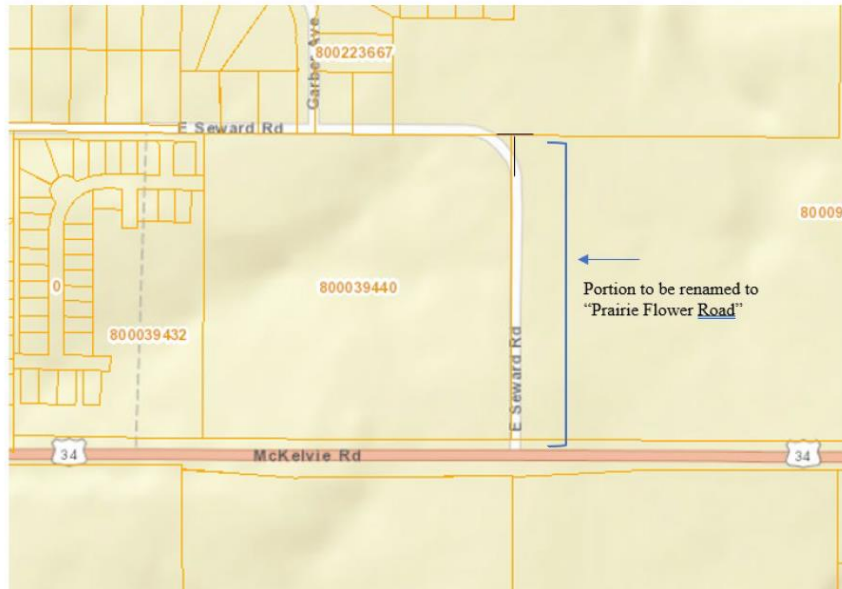 Garber Ave
800223667
E Seward Rd
80009
800039440
0
800039432
Portion to be renamed to
“Prairie Flower Road”
E Seward Rd
34
McKelvie Rd
34